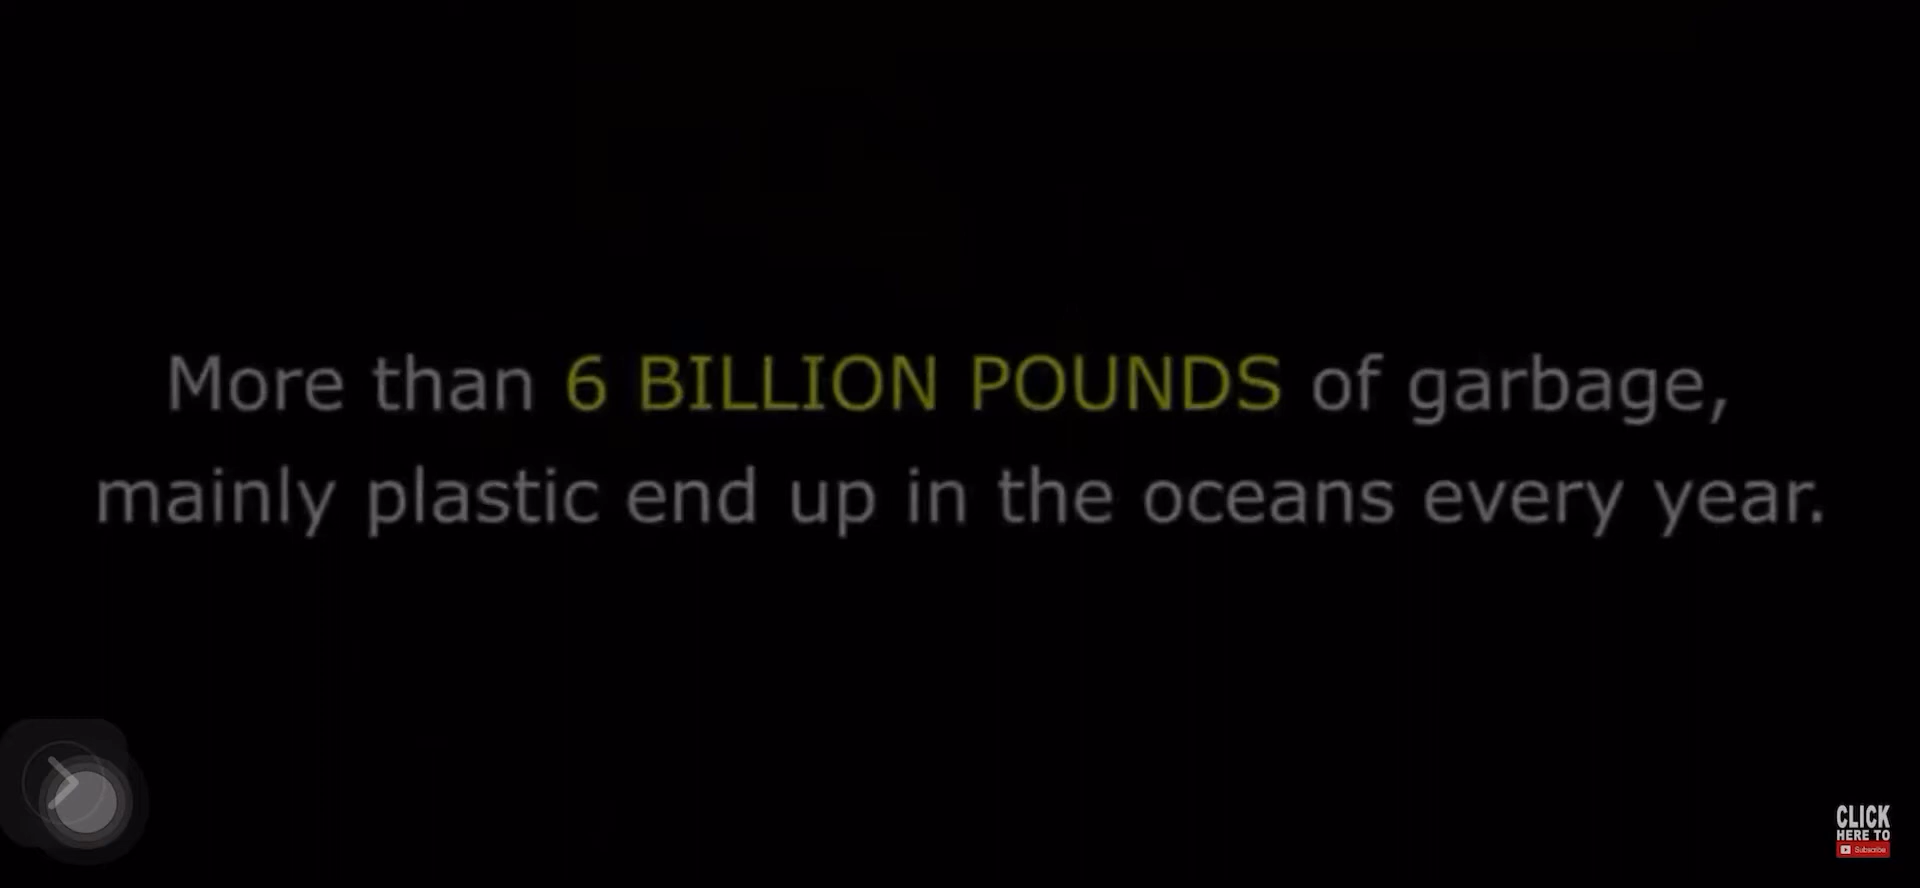 More than 6 BILLION POUNDS of garbage,
mainly plastic end up in the oceans every year.
CLICK
HERE TO
Subscribe